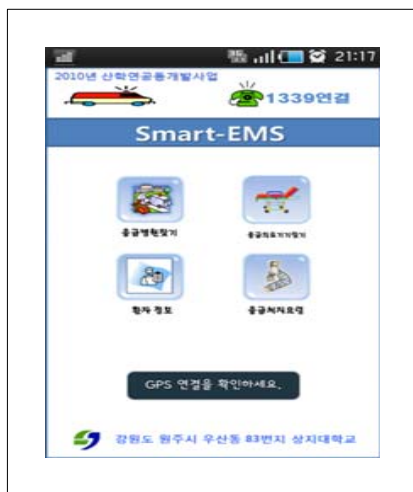 21:17
2010년 산학연공동개발사업
1339연결
Smart-EMS
응급병원찾기
응급의료기기찾기
환자 정보
응급처치요령
GPS 연결을 확인하세요.
강원도 원주시 우산동 83번지 상지대학교